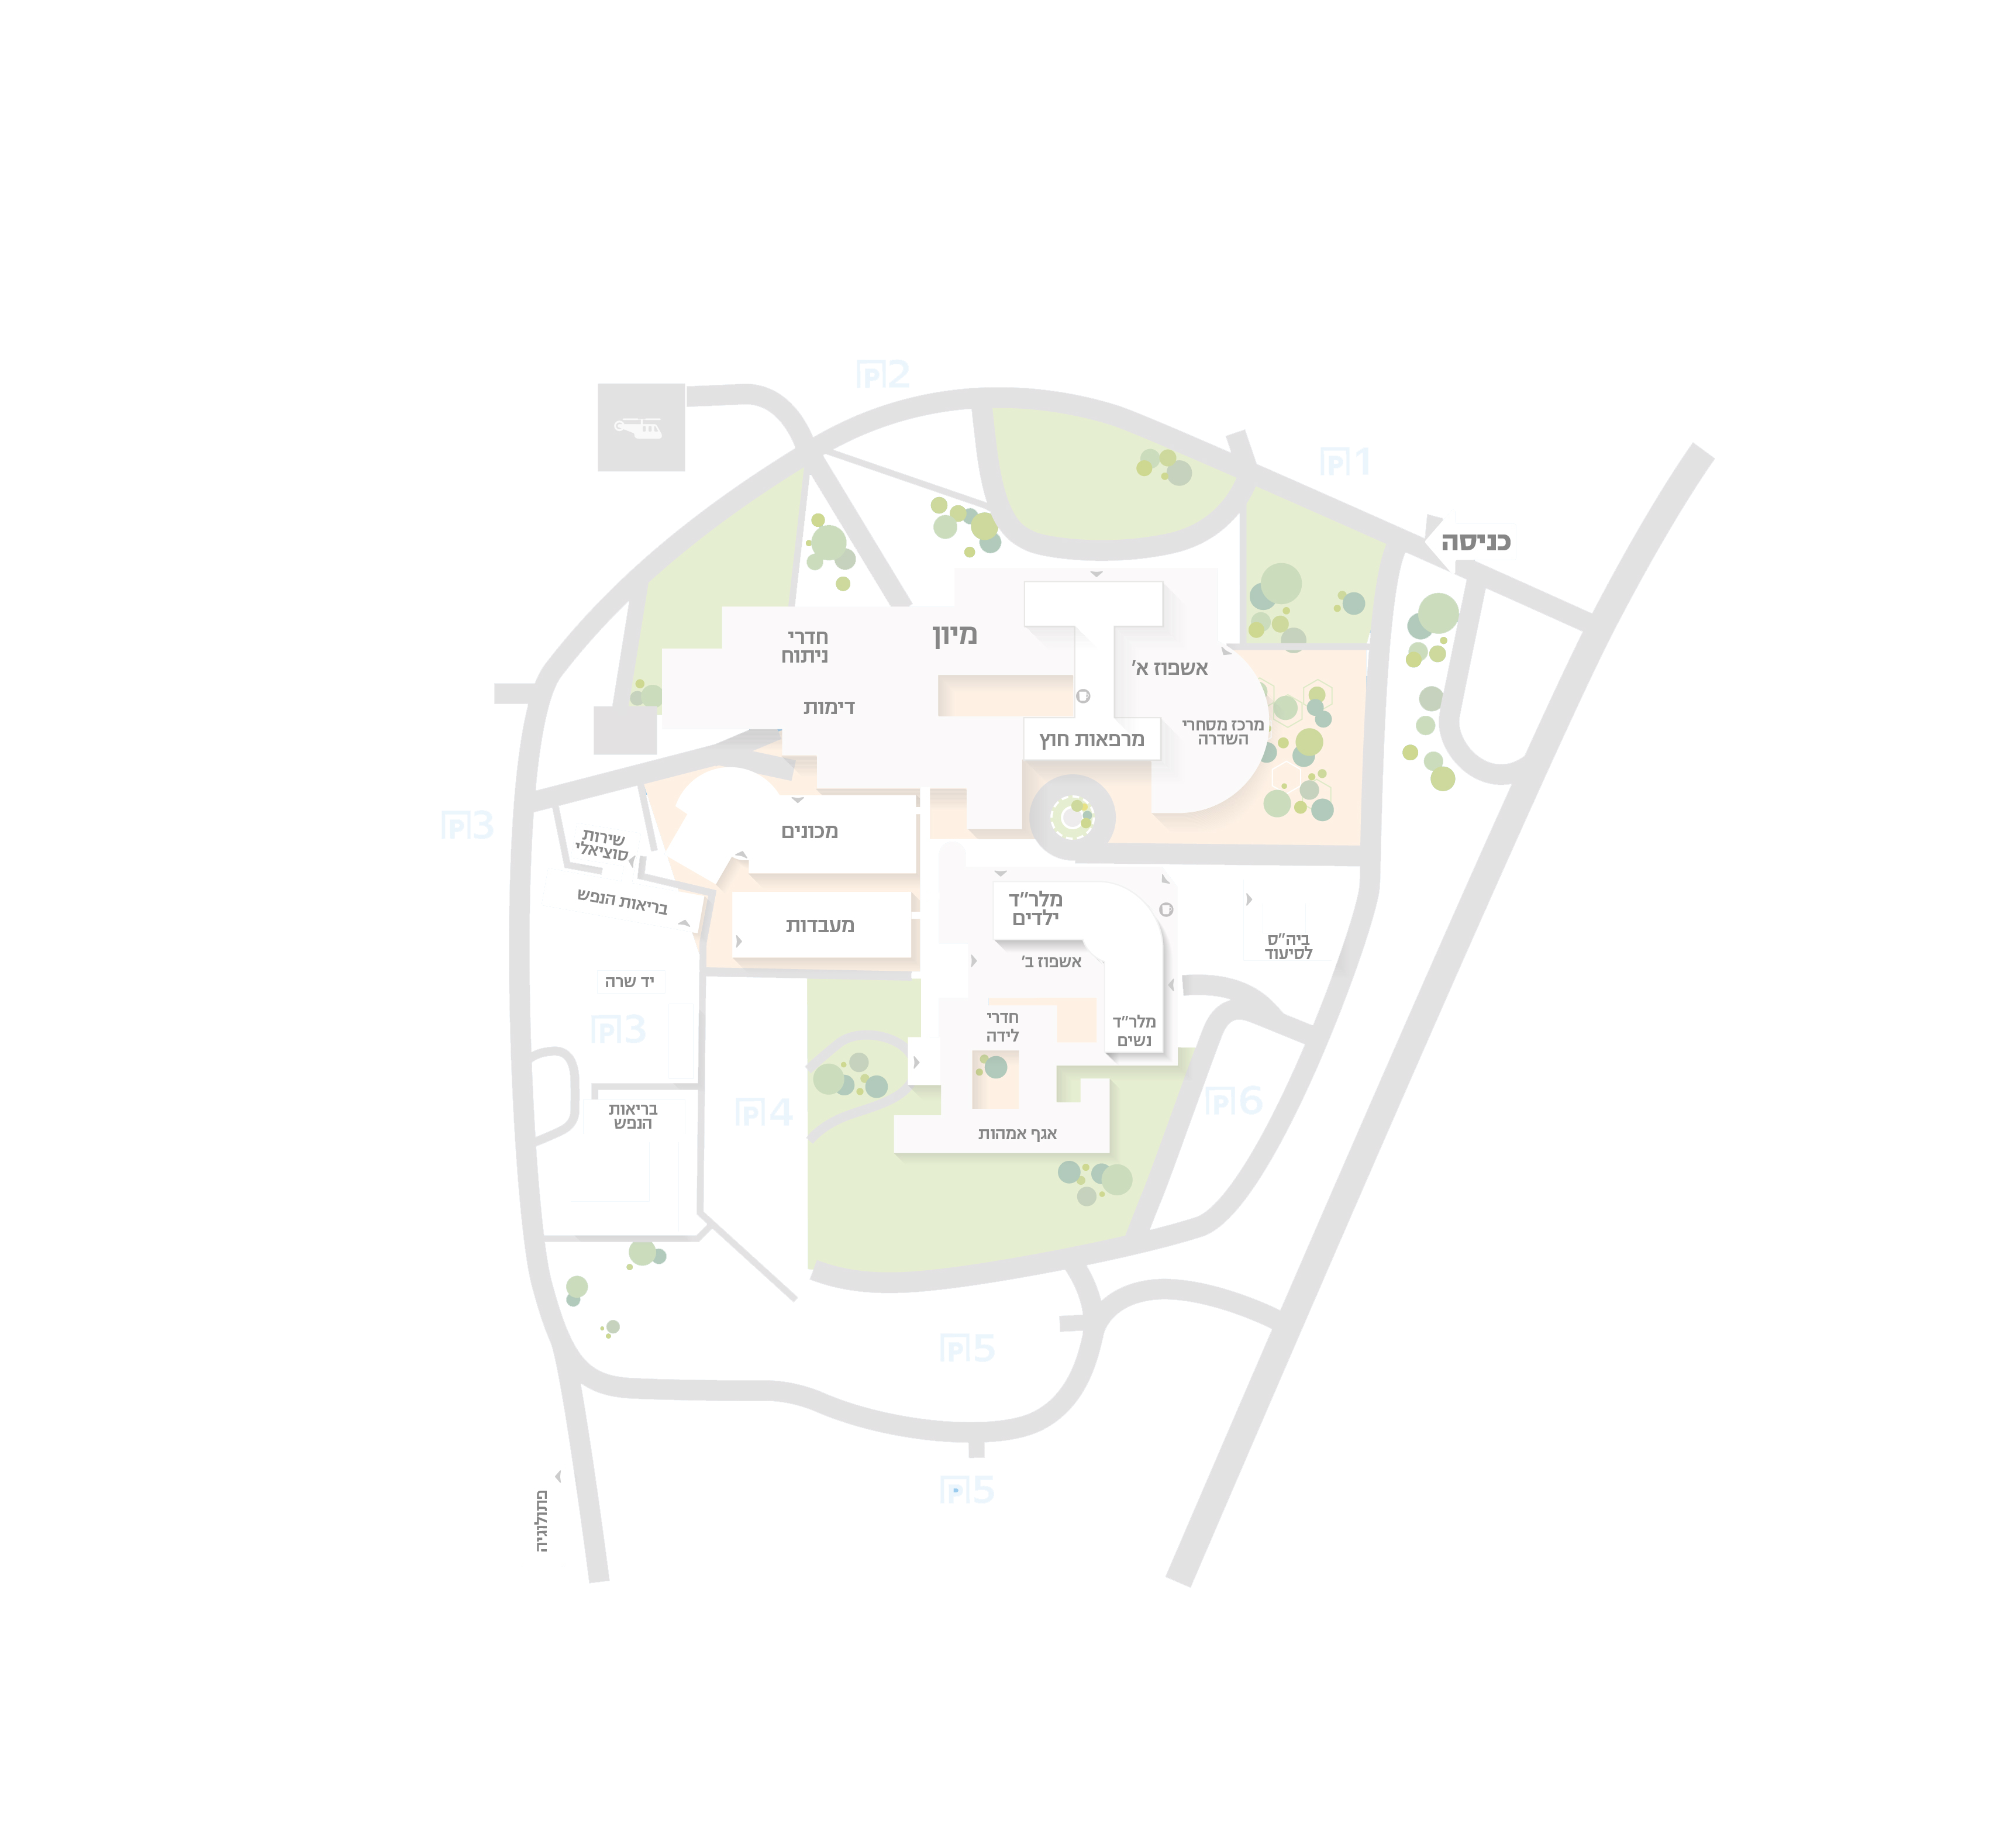 P2
P1
כניסה
מיון
חדרי
ניתוח
אשפוז א'
דימות
מרכז מסחרי
השדרה
מרפאות חוץ
P3
מכונים
שירות
סוציאלי
בריאות הנפש
מלר"ד
ילדים
מעבדות
ביה"ס
לסיעוד
אשפוז ב'
יד שרה
P3
חדרי
לידה
מלר"ד
נשים
P6
P4
בריאות
הנפש
אגף אמהות
P5
P5
פתולוגיה